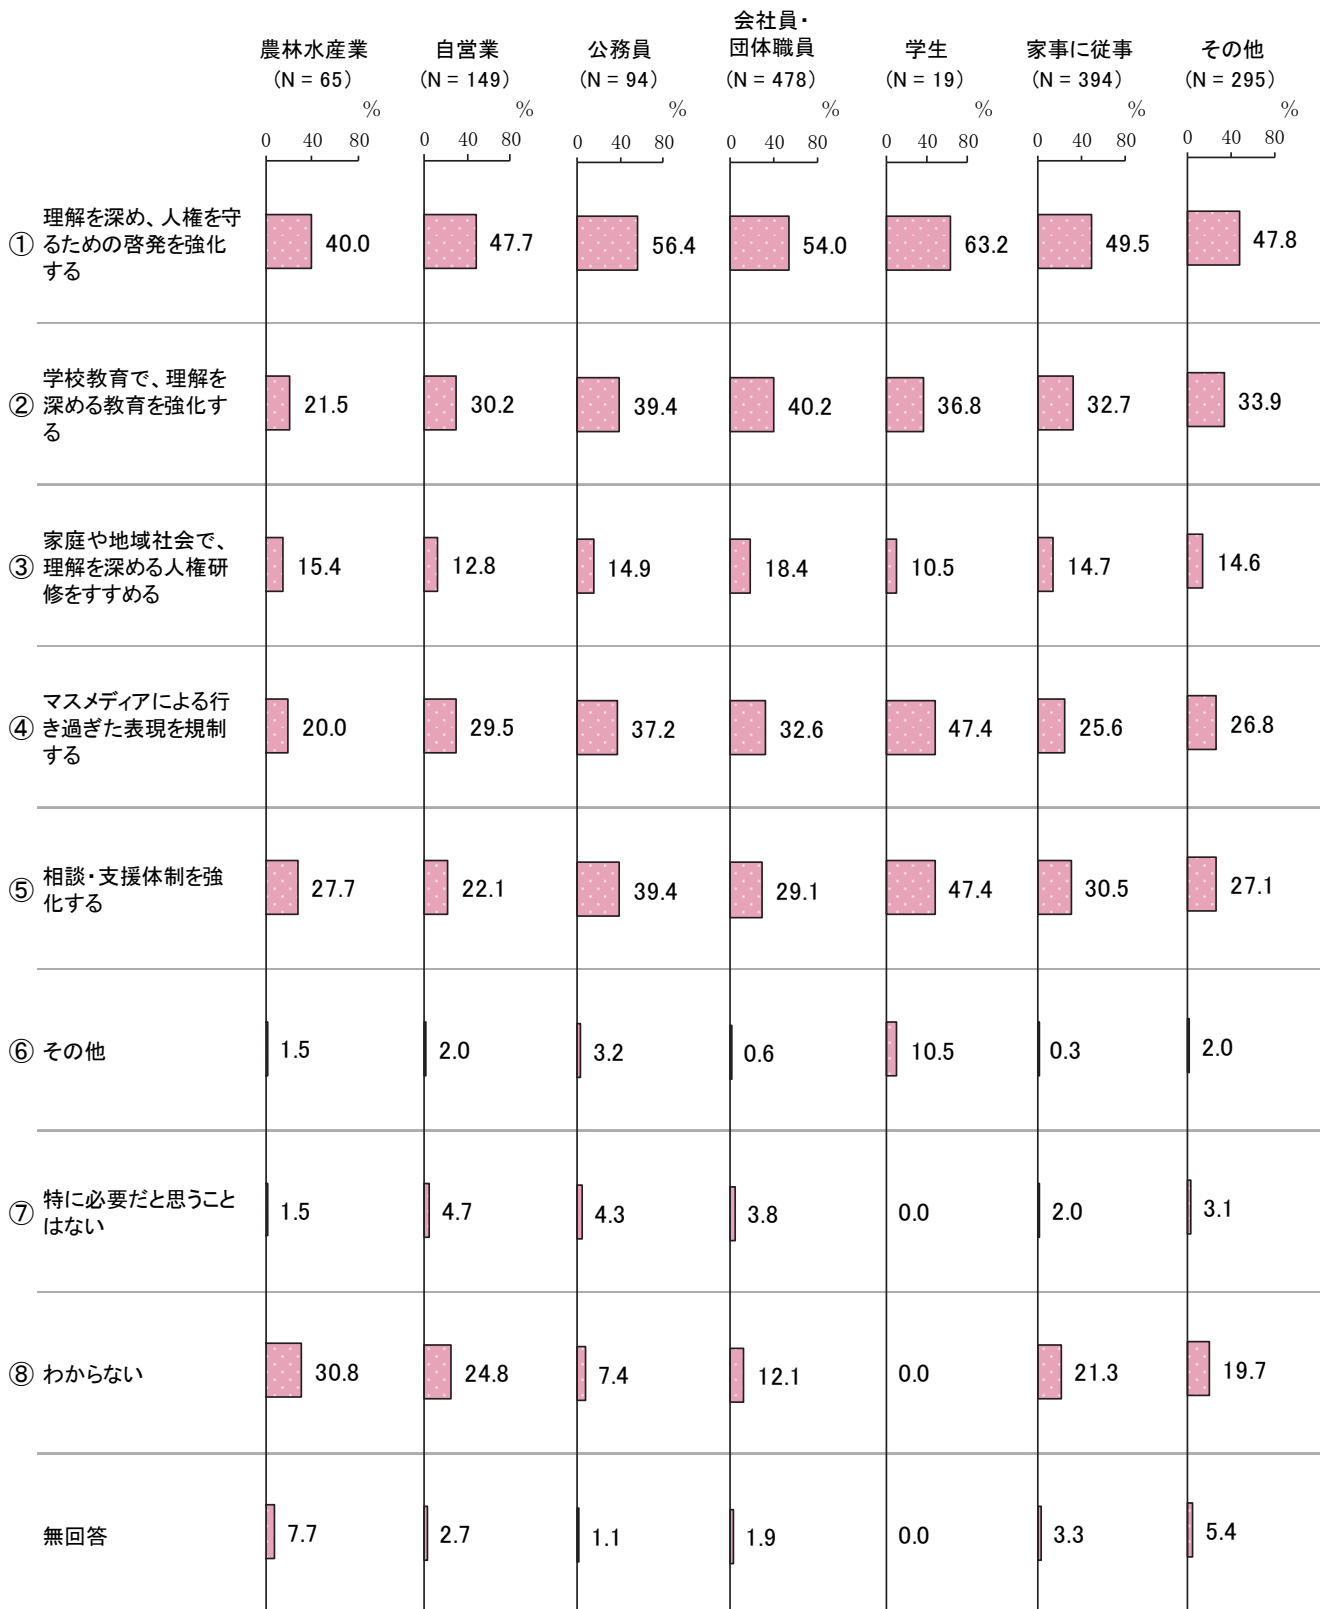 会社員・
農林水産業 自営業 公務員 団体職員 学生 家事に従事 その他
（N = 65） （N = 149） （N = 94） （N = 478） （N = 19） （N = 394） （N = 295）
% % % % % % %
0 40 80 0 40 80 0 40 80 0 40 80 0 40 80 0 40 80 0 40 80
理解を深め、人権を守
① るための啓発を強化 40.0 47.7 56.4 54.0 63.2 49.5 47.8
する
学校教育で、理解を
② 深める教育を強化す 21.5 30.2 39.4 40.2 36.8 32.7 33.9
る
家庭や地域社会で、
③ 理解を深める人権研 15.4 12.8 14.9 18.4 10.5 14.7 14.6
修をすすめる
マスメディアによる行
④ き過ぎた表現を規制 20.0 29.5 37.2 32.6 47.4 25.6 26.8
する
相談・支援体制を強
⑤ 27.7 22.1 39.4 29.1 47.4 30.5 27.1
化する
⑥ その他 1.5 2.0 3.2 0.6 10.5 0.3 2.0
特に必要だと思うこと
⑦ 1.5 4.7 4.3 3.8 0.0 2.0 3.1
はない
⑧ わからない 30.8 24.8 7.4 12.1 0.0 21.3 19.7
無回答 7.7 2.7 1.1 1.9 0.0 3.3 5.4